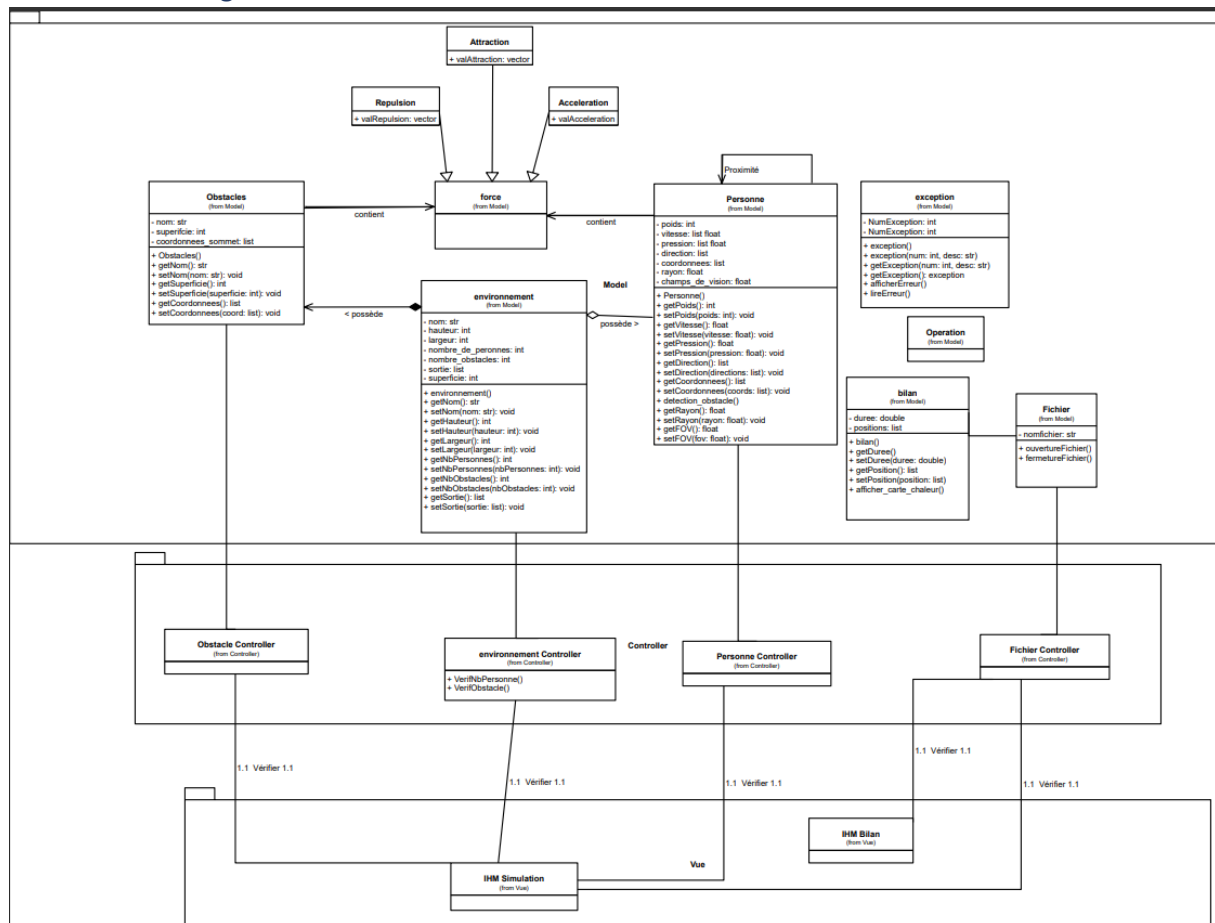 Attraction
+ valAttraction: vector
Repulsion
+ valRepulsion: vector
Acceleration
+ valAcceleration
Proximité
Obstacles
(from Model)
- nom: str
- superifcie: int
- coordonnees_sommet: list
+ Obstacles()
+ getNom(): str
+ setNom(nom: str): void
+ getSuperficie(): int
+ setSuperficie(superficie: int): void
+ getCoordonnees(): list
+ setCoordonnees(coord: list): void
contient
force
(from Model)
contient
Personne
(from Model)
- poids: int
- vitesse: list float
- pression: list float
- direction: list
- coordonnees: list
- rayon: float
- champs_de_vision: float
+ Personne()
+ getPoids(): int
+ setPoids(poids: int): void
+ getVitesse(): float
+ setVitesse(vitesse: float): void
+ getPression(): float
+ setPression(pression: float): void
+ getDirection(): list
+ setDirection(directions: list): void
+ getCoordonnees(): list
+ setCoordonnees(coords: list): void
+ detection_obstacle()
+ getRayon(): float
+ setRayon(rayon: float): void
+ getFOV(): float
+ setFOV(fov: float): void
exception
(from Model)
- NumException: int
- NumException: int
+ exception()
+ exception(num: int, desc: str)
+ getException(num: int, desc: str)
+ getException(): exception
+ afficherErreur()
+ lireErreur()
Model
< possède
possède >
environnement
(from Model)
- nom: str
- hauteur: int
- largeur: int
- nombre_de_peronnes: int
- nombre_obstacles: int
- sortie: list
- superficie: int
+ environnement()
+ getNom(): str
+ setNom(nom: str): void
+ getHauteur(): int
+ setHauteur(hauteur: int): void
+ getLargeur(): int
+ setLargeur(largeur: int): void
+ getNbPersonnes(): int
+ setNbPersonnes(nbPersonnes: int): void
+ getNbObstacles(): int
+ setNbObstacles(nbObstacles: int): void
+ getSortie(): list
+ setSortie(sortie: list): void
Operation
(from Model)
bilan
(from Model)
- duree: double
- positions: list
+ bilan()
+ getDuree()
+ setDuree(duree: double)
+ getPosition(): list
+ setPosition(position: list)
+ afficher_carte_chaleur()
Fichier
(from Model)
- nomfichier: str
+ ouvertureFichier()
+ fermetureFichier()
Obstacle Controller
(from Controller)
environnement Controller
(from Controller)
+ VerifNbPersonne()
+ VerifObstacle()
Controller
Personne Controller
(from Controller)
Fichier Controller
(from Controller)
1.1 Vérifier 1.1
1.1 Vérifier 1.1
1.1 Vérifier 1.1
1.1 Vérifier 1.1
1.1 Vérifier 1.1
IHM Bilan
(from Vue)
Vue
IHM Simulation
(from Vue)